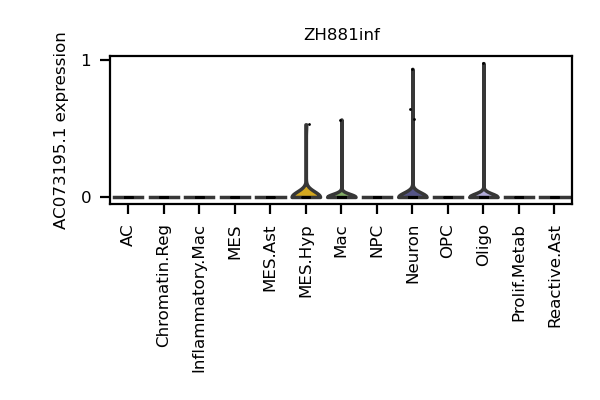 ZH881inf
AC073195.1 expression
1
0
AC
Chromatin.Reg
Inflammatory.Mac
MES
MES.Ast
MES.Hyp
Mac
NPC
Neuron
OPC
Oligo
Prolif.Metab
Reactive.Ast